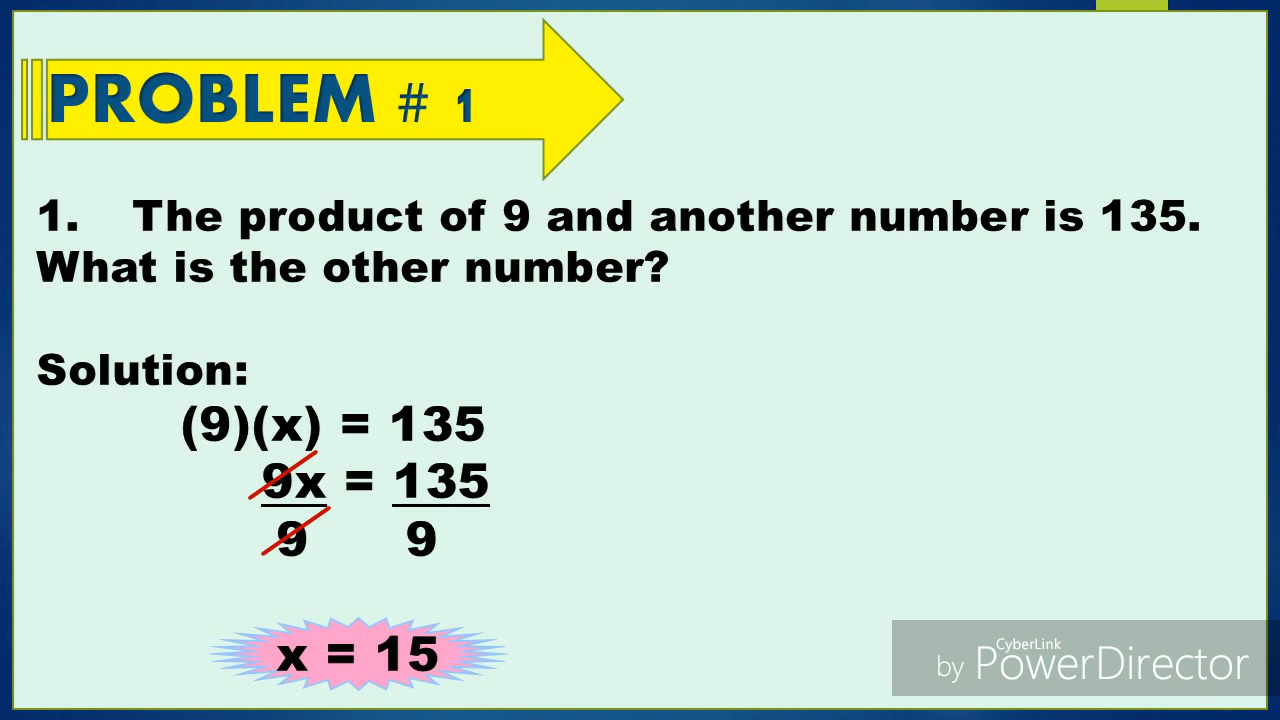 PROBLEM # 1
1. The product of 9 and another number is 135.
What is the other number?
Solution:
(9)(x) = 135
9x = 135
9 9
x = 15
CyberLink
by PowerDirector